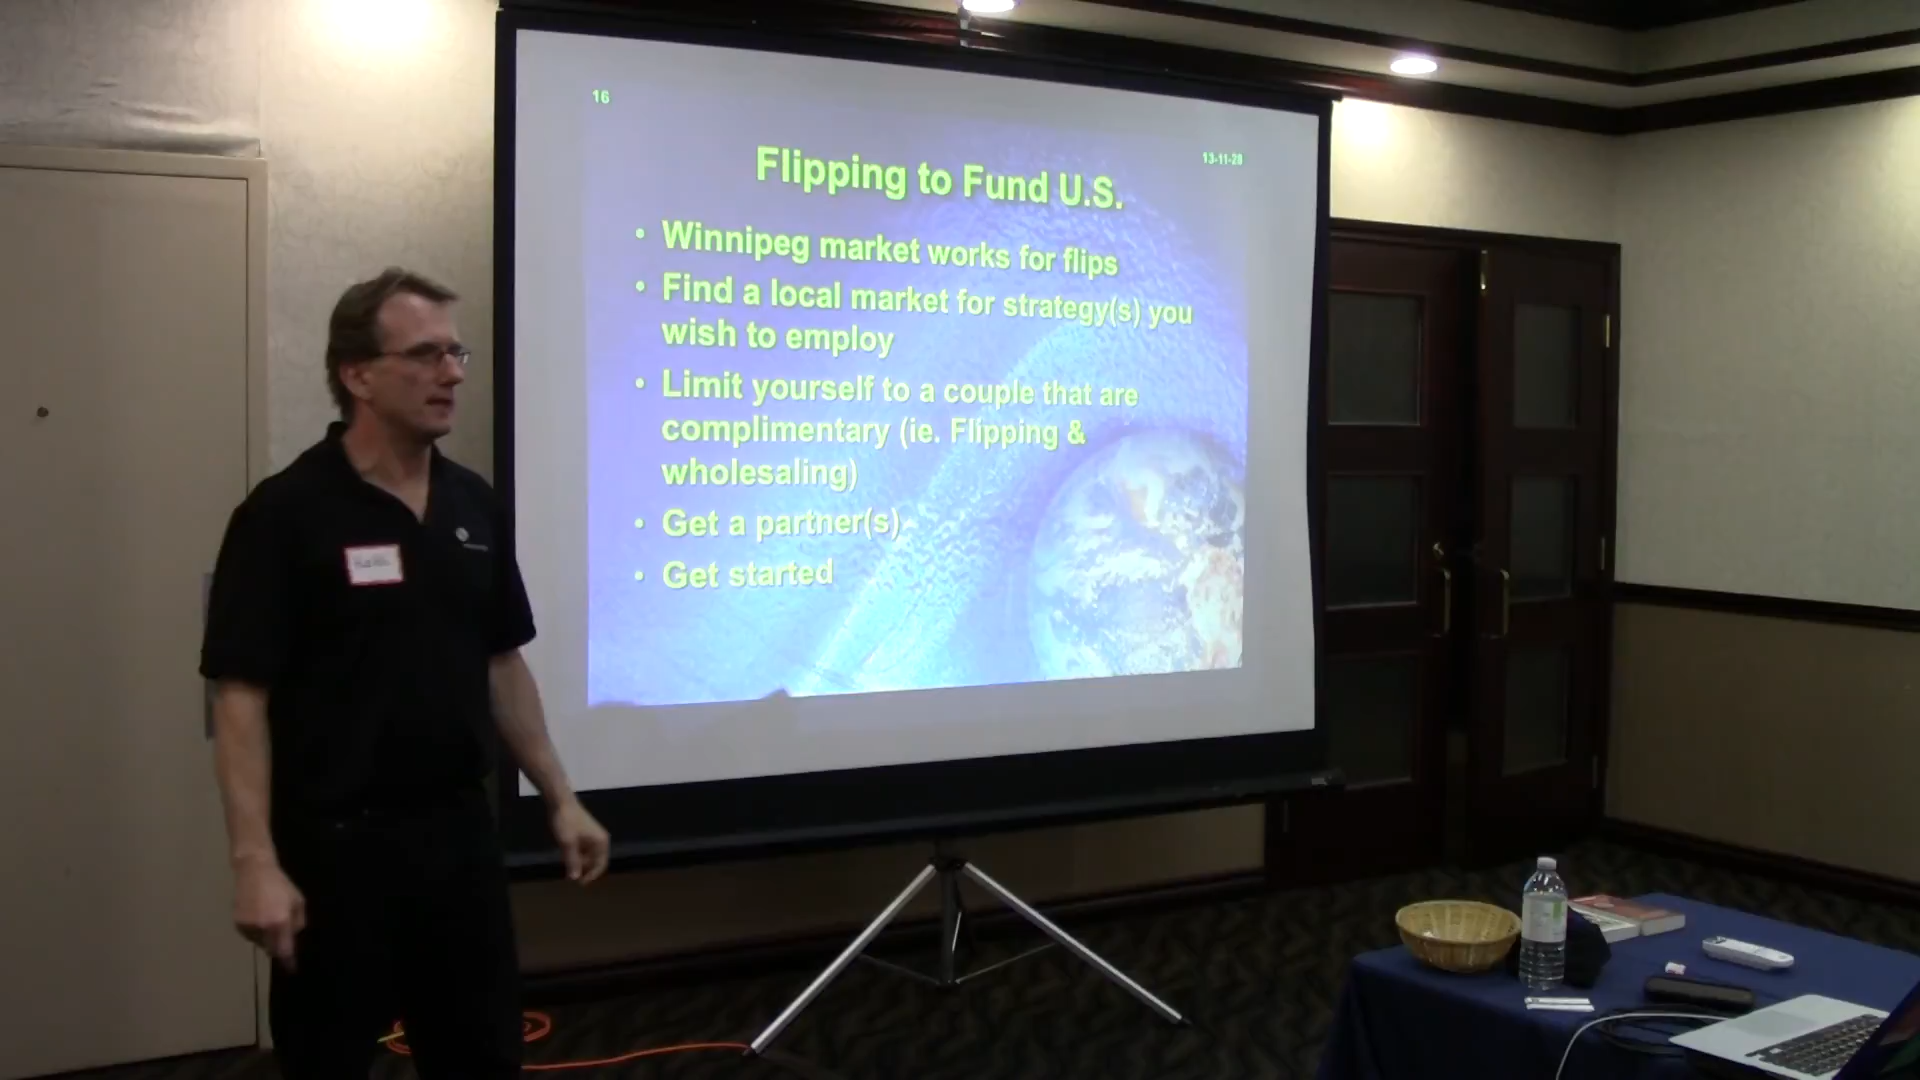 16
13-11-20
Flipping to Fund U.S.
• Winnipeg market works for flips
• Find a local market for strategy(s) you
wish to employ
• Limit yourself to a couple that are
complimentary (ie. Flipping &
wholesaling)
• Get a partner(s)
• Get started